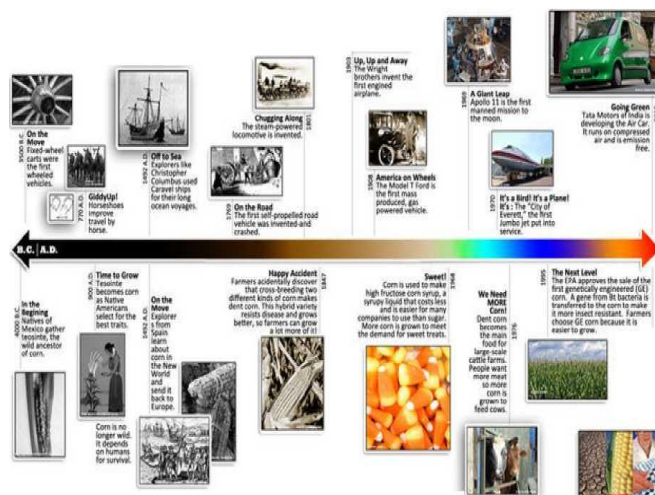 3500 B.C.
On the
Move
Fixed-wheel
carts were
the first
wheeled
vehicles.
770 A.D.
GiddyUp!
Horseshoes
improve
travel by
horse.
1492 A.D.
Off to Sea
Explorers like
Christopher
Columbus used
Caravel ships
for their long
ocean voyages.
1769
On the Road
The first self-propelled road
vehicle was invented-and
crashed.
Chugging Along
The steam-powered
locomotive is invented.
1801
1903
Up, Up and Away
The Wright
brothers invent the
first engined
airplane.
1908
America on Wheels
The Model T Ford is
the first mass
produced, gas
powered vehicle.
1969
A Giant Leap
Apollo 11 is the first
manned mission to
the moon.
1970
It's a Bird! It's a Plane!
It's : The "City of
Everett," the first
Jumbo jet put into
service.
Going Green
Tata Motors of India is
developing the Air Car.
It runs on compressed
air and is emission
free.
B.C. A.D.
4000 B.C.
In the
Begining
Natives of
Mexico gather
teosinte, the
wild ancestor
of corn.
900 A.D.
Time to Grow
Teosinte
becomes corn
as Native
Americans
select for the
best traits.
Corn is no
longer wild. It
depends on
humans for
survival.
1492 A.D.
On the
Move
Explorer
s from
Spain
learn
about
corn in
the New
World
and
send it
back to
Europe.
Happy Accident
Farmers accidentally discover
that cross-breeding two
different kinds of corn makes
dent corn. This hybrid variety
resists disease and grows
better, so farmers can grow
a lot more of it!
1847
Sweet!
Corn is used to make
high fructose corn syrup, a
syrupy liquid that costs less
and is easier for many
companies to use than sugar.
More corn is grown to meet
the demand for sweet treats.
1968
We Need
MORE
Corn!
Dent corn
becomes
the main
food for
large-scale
cattle farms.
People want
more meat
so more
corn is
grown to
feed cows.
1976
1995
The Next Level
The EPA approves the sale of the
first genetically engineered (GE)
corn. A gene from Bt bacteria is
transferred to the corn to make it
more insect resistant. Farmers
choose GE corn because it is
easier to grow.